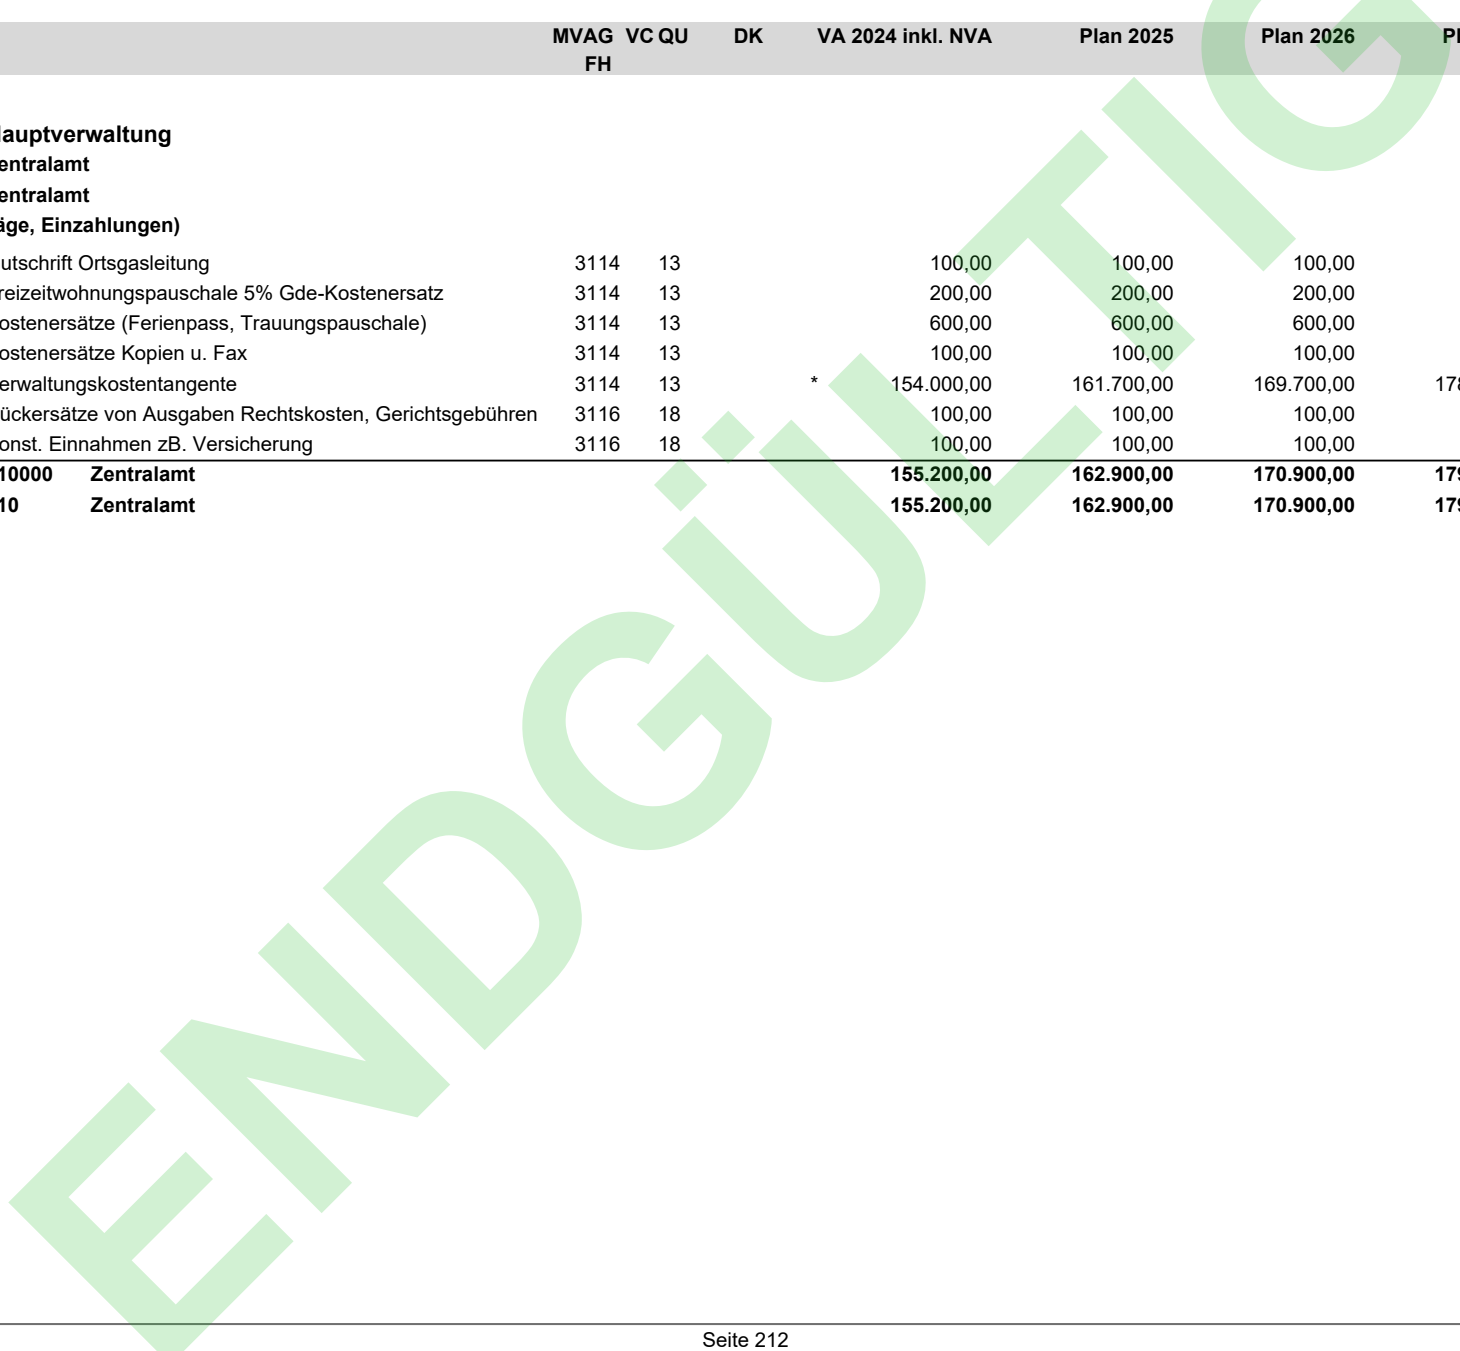 MVAG VC QU DK VA 2024 inkl. NVA Plan 2025 Plan 2026
FH
Hauptverwaltung
entralamt
entralamt
äge, Einzahlungen)
utschrift Ortsgasleitung 3114 13 100,00 100,00 100,00
reizeitwohnungspauschale 5% Gde-Kostenersatz 3114 13 200,00 200,00 200,00
ostenersätze (Ferienpass, Trauungspauschale) 3114 13 600,00 600,00 600,00
ostenersätze Kopien u. Fax 3114 13 100,00 100,00 100,00
erwaltungskostentangente 3114 13 * 154.000,00 161.700,00 169.700,00 178
ückersätze von Ausgaben Rechtskosten, Gerichtsgebühren 3116 18 100,00 100,00 100,00
onst. Einnahmen zB. Versicherung 3116 18 100,00 100,00 100,00
10000 Zentralamt 155.200,00 162.900,00 170.900,00 179
10 Zentralamt 155.200,00 162.900,00 170.900,00 179
ENDGÜLTIG
Seite 212